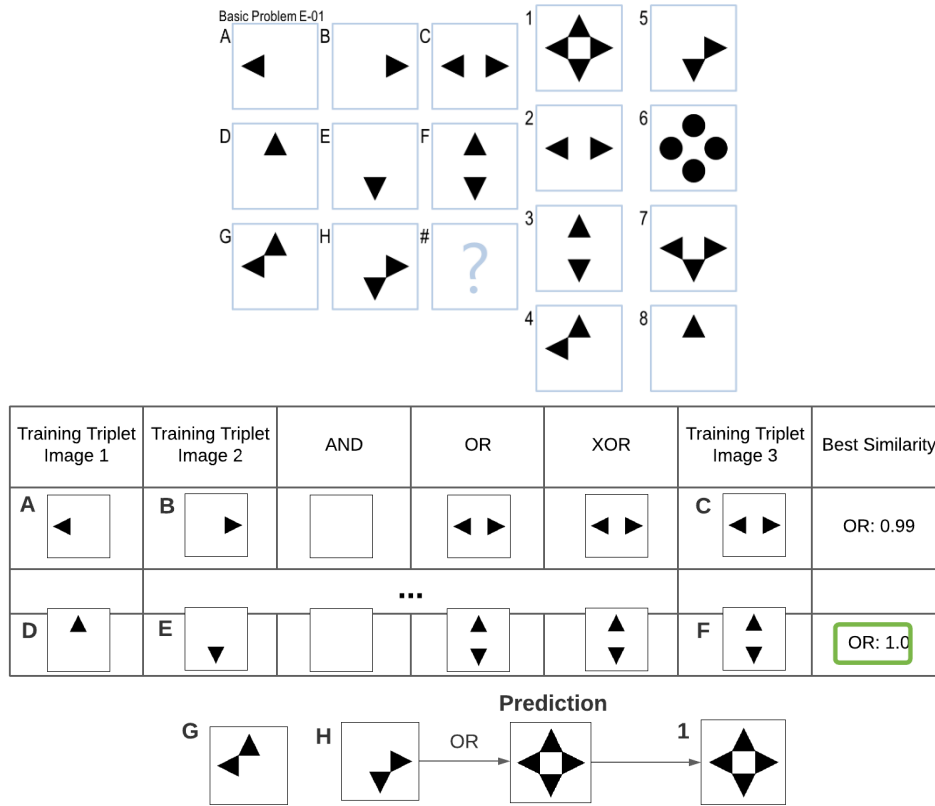 Basic Problem E-01
A B C 1 5
D E F 2 6
G H # ? 3 7
4 8
Training Triplet Image 1 Training Triplet Image 2 AND OR XOR Training Triplet Image 3 Best Similarity
A B C OR: 0.99
...
D E F OR: 1.0
Prediction
G H OR 1